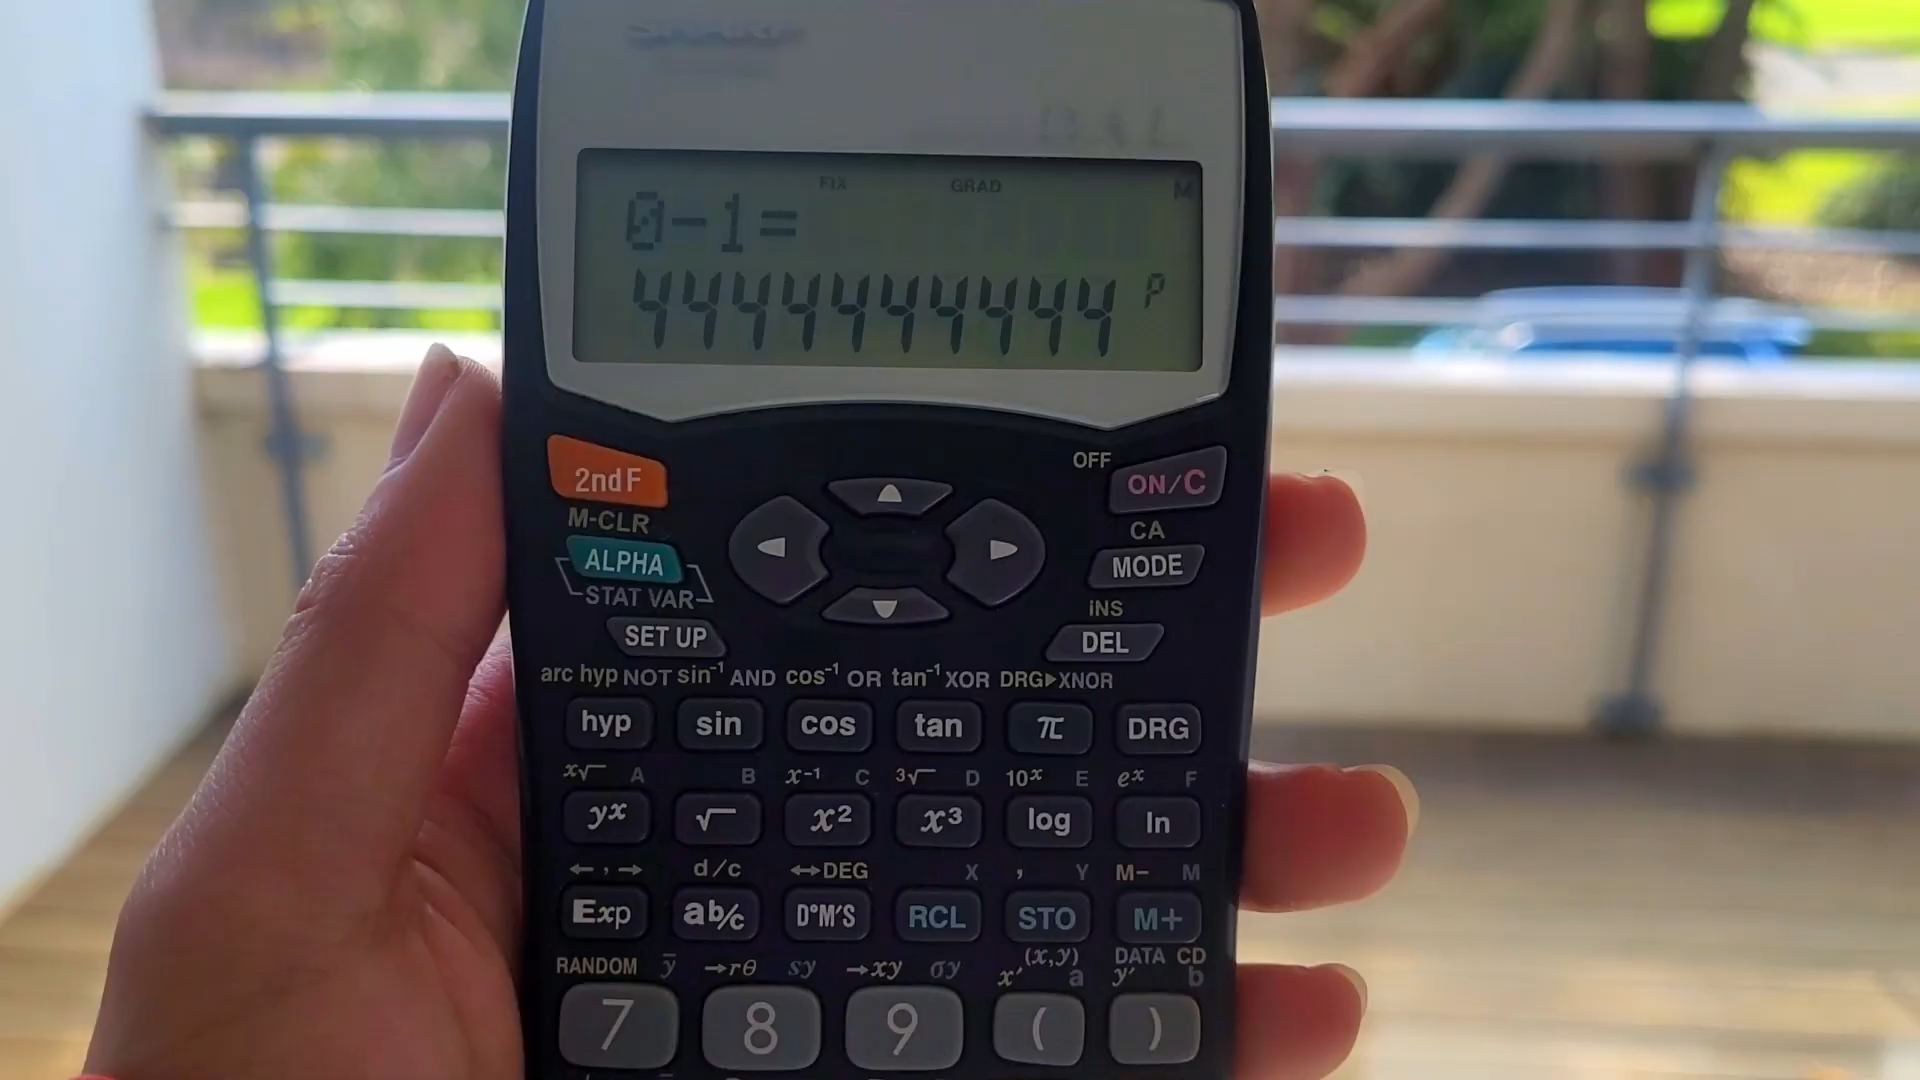 SHARP
FIX GRAD M
0-1=
4444444444 P
2ndF OFF ON/C
M-CLR CA
ALPHA MODE
STAT VAR INS
SET UP DEL
arc hyp NOT sin⁻¹ AND cos⁻¹ OR tan⁻¹ XOR DRG▶XNOR
hyp sin cos tan π DRG
ˣ√ A B x⁻¹ C ³√ D 10ˣ E eˣ F
yˣ √ x² x³ log ln
←,→ d/c ↔DEG X , Y M- M
Exp ab/c D°M'S RCL STO M+
(x,y) DATA CD
RANDOM ȳ →rθ sy →xy σy x' a y' b
7 8 9 ( )